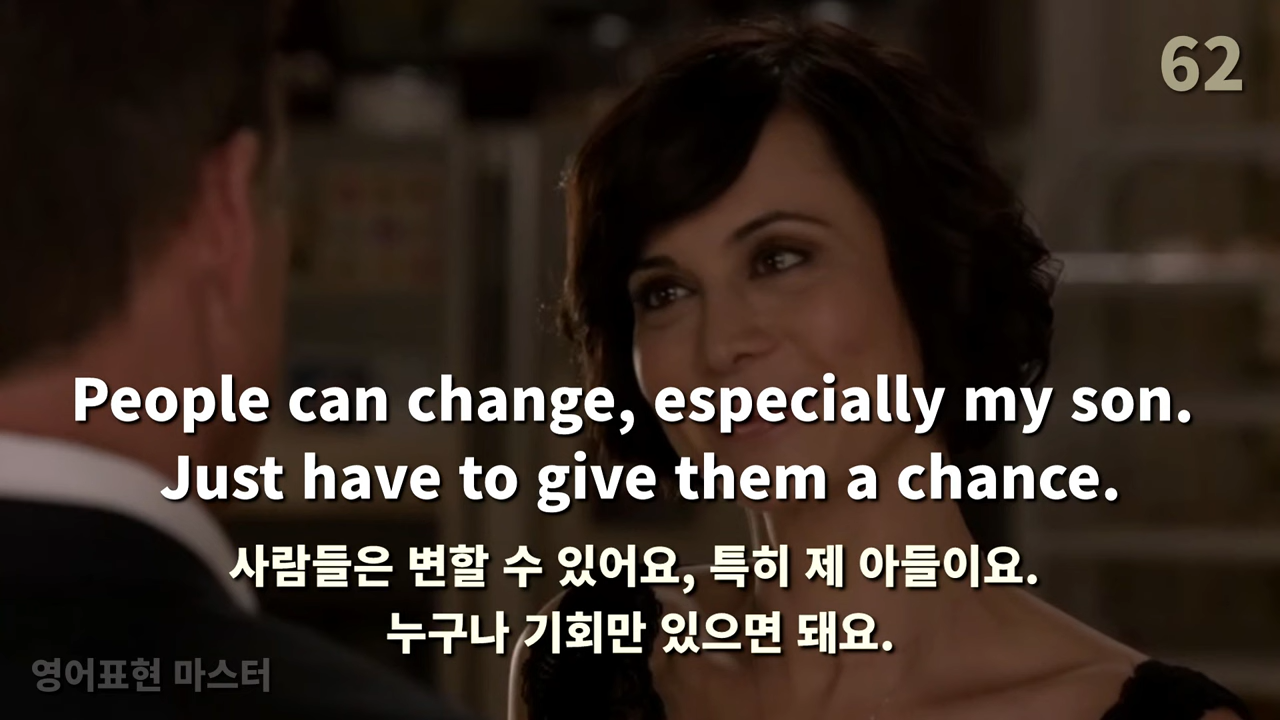 62
People can change, especially my son.
Just have to give them a chance.
사람들은 변할 수 있어요, 특히 제 아들이요.
누구나 기회만 있으면 돼요.
영어표현 마스터